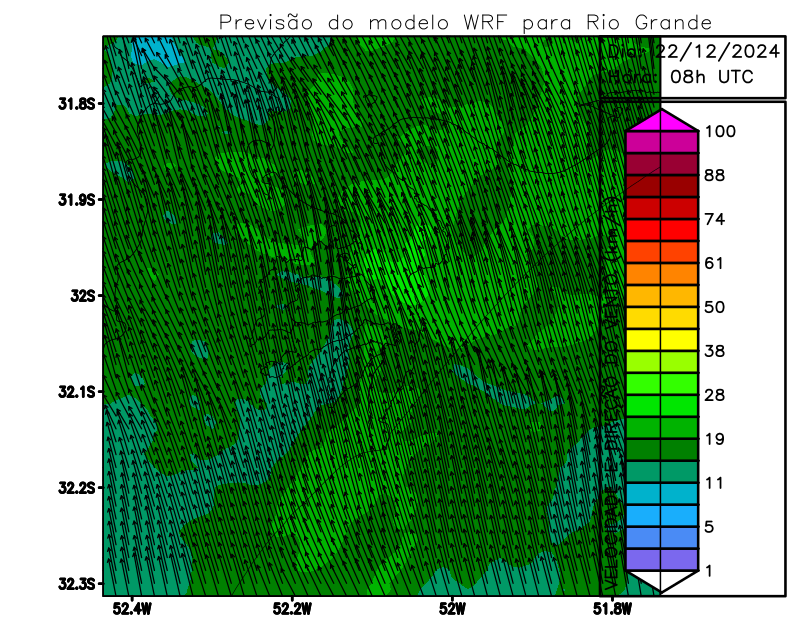 Previsão do modelo WRF para Rio Grande
Dia: 22/12/2024
Hora: 08h UTC
31.8S
31.9S
32S
32.1S
32.2S
32.3S
52.4W
52.2W
52W
51.8W
VELOCIDADE E DIREÇÃO DO VENTO (km/h)
100
88
74
61
50
38
28
19
11
5
1